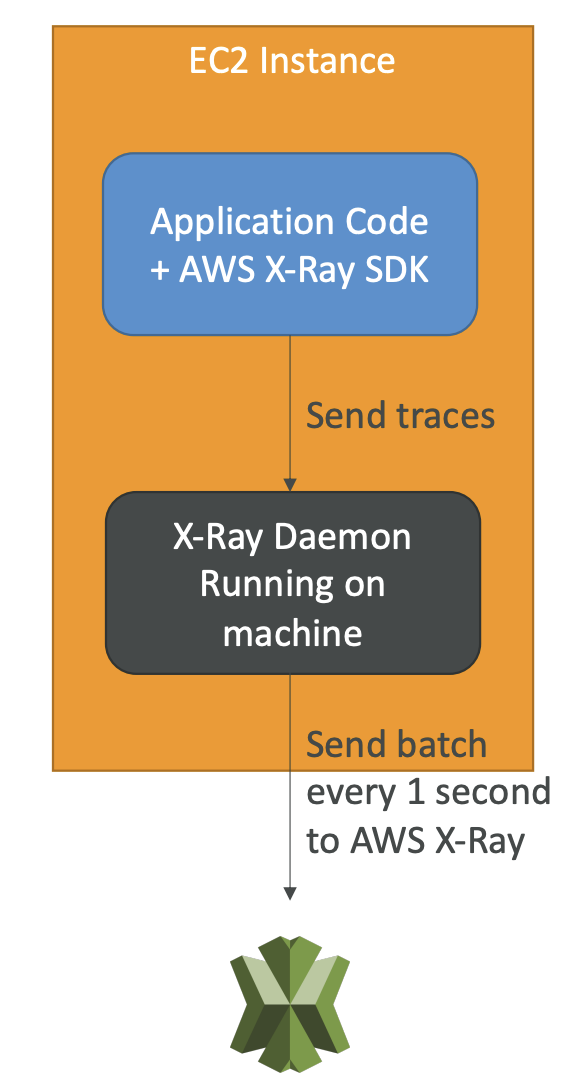 EC2 Instance
Application Code
+ AWS X-Ray SDK
Send traces
X-Ray Daemon
Running on
machine
Send batch
every 1 second
to AWS X-Ray